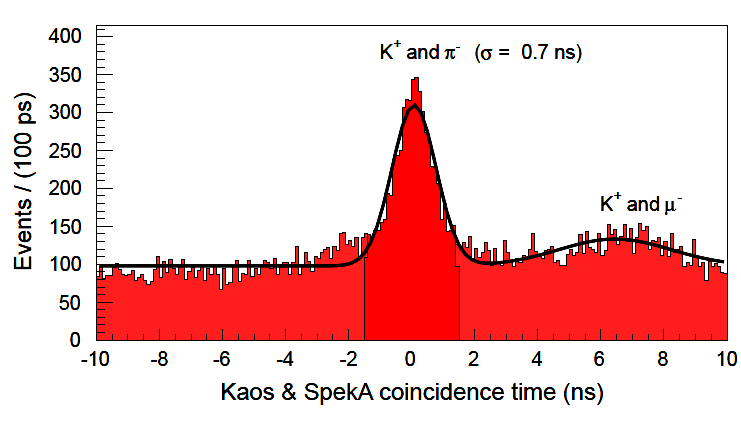 K⁺ and π⁻ (σ = 0.7 ns)
K⁺ and μ⁻
Events / (100 ps)
400
350
300
250
200
150
100
50
0
-10 -8 -6 -4 -2 0 2 4 6 8 10
Kaos & SpekA coincidence time (ns)